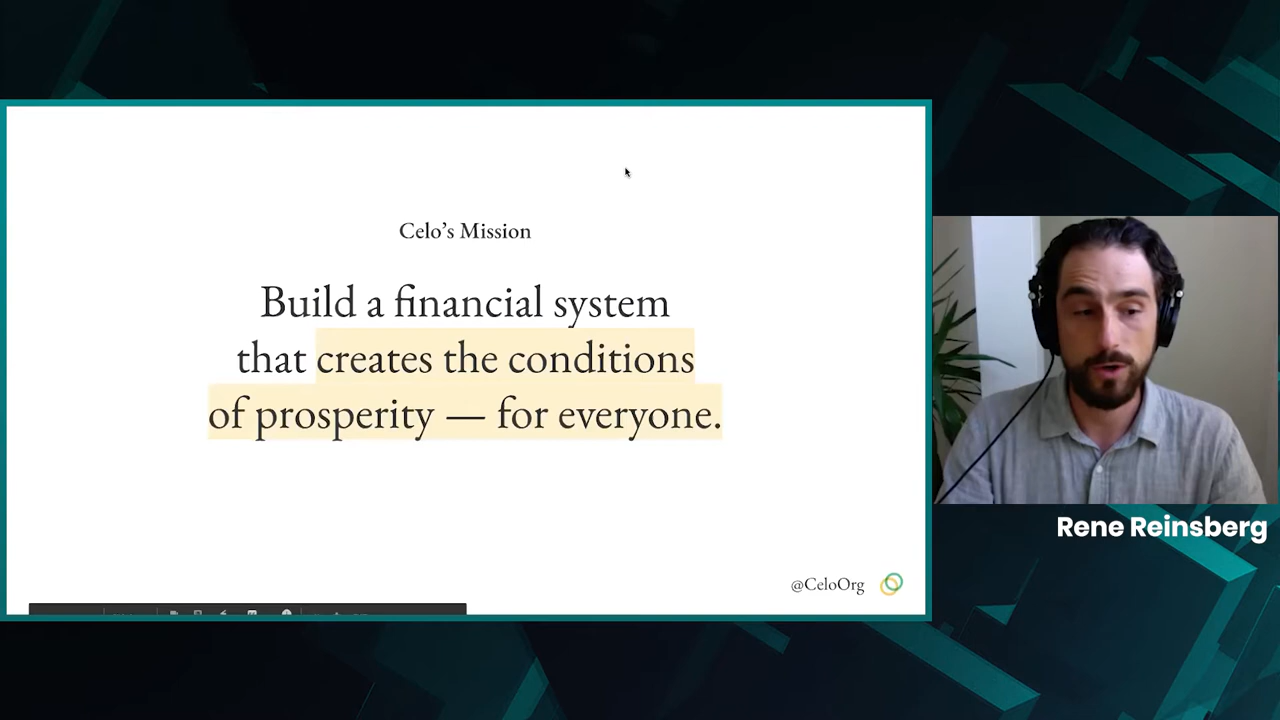 Celo’s Mission
Build a financial system
that creates the conditions
of prosperity — for everyone.
@CeloOrg
Rene Reinsberg